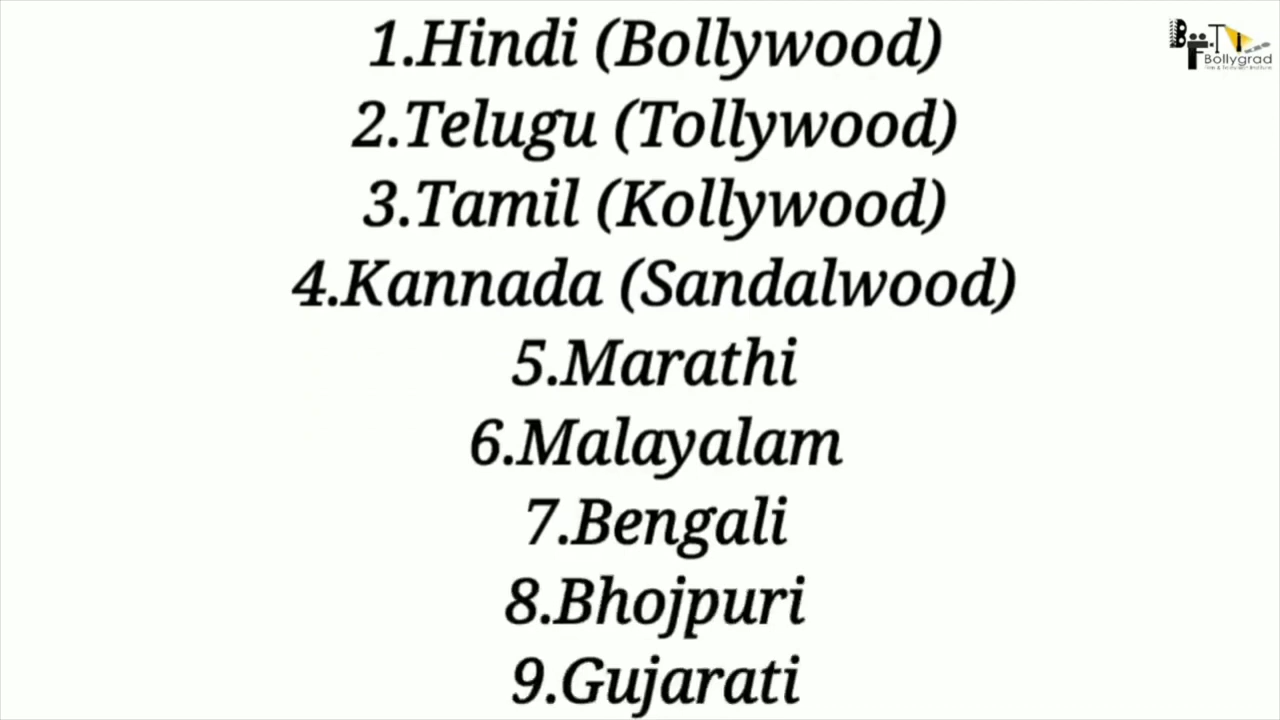 1.Hindi (Bollywood)
2.Telugu (Tollywood)
3.Tamil (Kollywood)
4.Kannada (Sandalwood)
5.Marathi
6.Malayalam
7.Bengali
8.Bhojpuri
9.Gujarati
Bollygrad